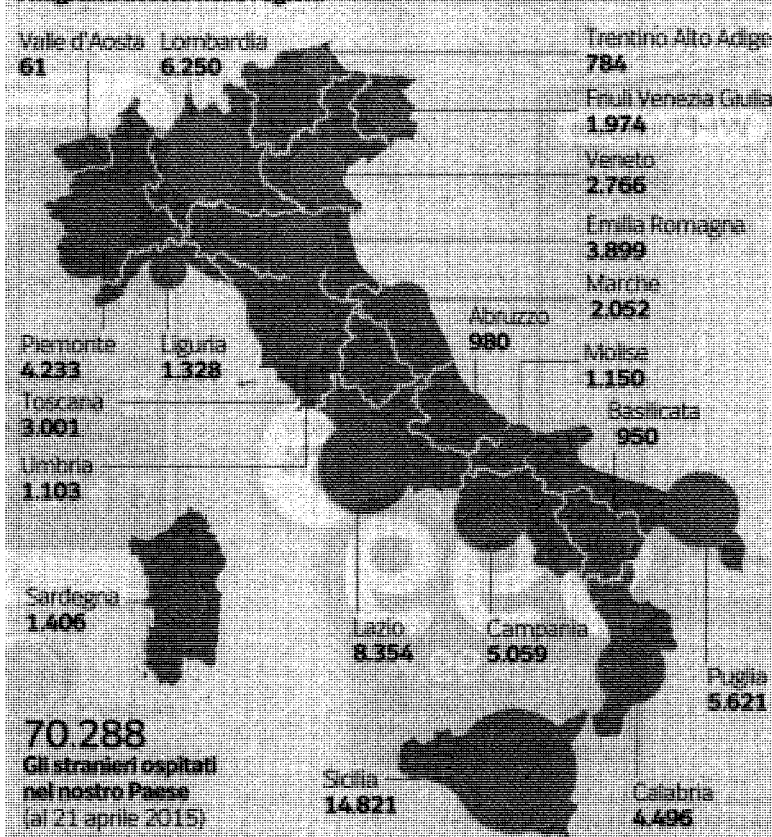 Valle d'Aosta
61
Lombardia
6.250
Trentino Alto Adige
784
Friuli Venezia Giulia
1.974
Veneto
2.766
Emilia Romagna
3.899
Marche
2.052
Abruzzo
980
Molise
1.150
Basilicata
950
Piemonte
4.233
Liguria
1.328
Toscana
3.001
Umbria
1.103
Sardegna
1.406
Lazio
8.354
Campania
5.059
Puglia
5.621
Sicilia
14.821
Calabria
4.496
70.288
Gli stranieri ospitati
nel nostro Paese
(al 21 aprile 2015)